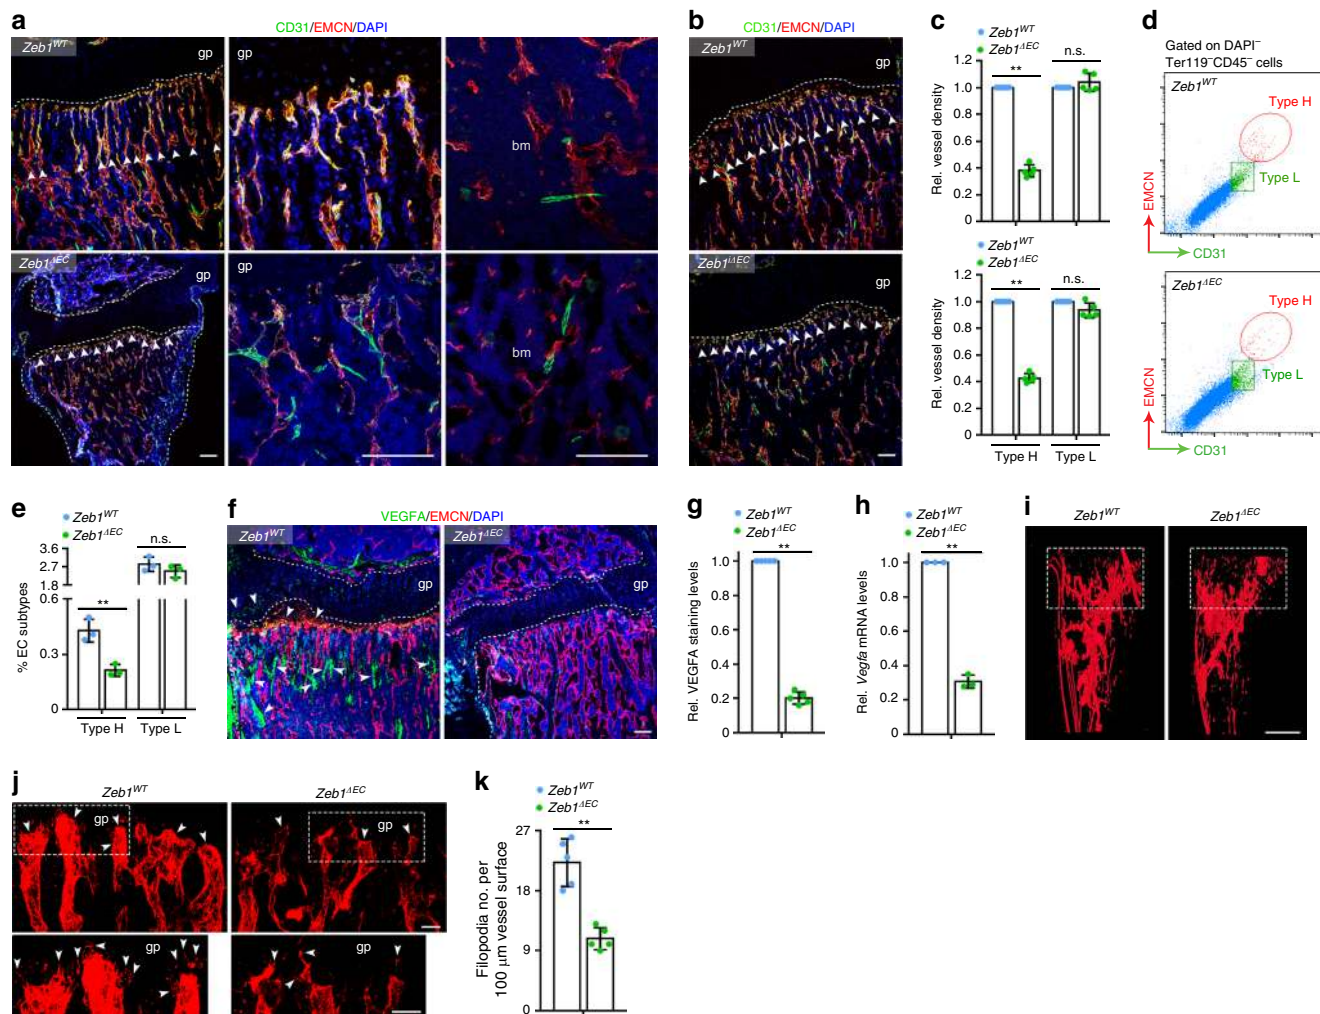 a
CD31/EMCN/DAPI
Zeb1WT
gp
gp
bm
Zeb1ΔEC
gp
gp
bm
b
CD31/EMCN/DAPI
Zeb1WT
gp
Zeb1iΔEC
gp
c
Zeb1WT
Zeb1ΔEC
**
n.s.
Rel. vessel density
1.2
1.0
0.8
0.6
0.4
0.2
0
Zeb1WT
Zeb1ΔEC
**
n.s.
Rel. vessel density
1.2
1.0
0.8
0.6
0.4
0.2
0
Type H
Type L
d
Gated on DAPI−
Ter119−CD45− cells
Zeb1WT
Type H
Type L
EMCN
CD31
Zeb1ΔEC
Type H
Type L
EMCN
CD31
e
Zeb1WT
Zeb1ΔEC
n.s.
**
% EC subtypes
3.6
2.7
1.8
0.6
0.3
0
Type H
Type L
f
VEGFA/EMCN/DAPI
Zeb1WT
gp
Zeb1ΔEC
g
Zeb1WT
Zeb1ΔEC
**
Rel. VEGFA staining levels
1.0
0.8
0.6
0.4
0.2
0
h
Zeb1WT
Zeb1ΔEC
**
Rel. Vegfa mRNA levels
1.0
0.8
0.6
0.4
0.2
0
i
Zeb1WT
Zeb1ΔEC
j
Zeb1WT
Zeb1ΔEC
gp
gp
gp
gp
k
Zeb1WT
Zeb1ΔEC
**
Filopodia no. per
100 μm vessel surface
27
18
9
0